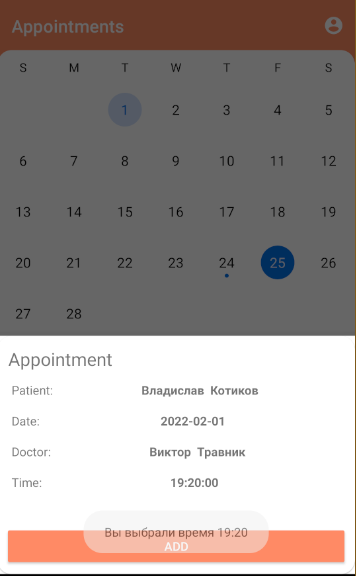 Appointments
S M T W T F S
1 2 3 4 5
6 7 8 9 10 11 12
13 14 15 16 17 18 19
20 21 22 23 24 25 26
27 28
Appointment
Patient: Владислав Котиков
Date: 2022-02-01
Doctor: Виктор Травник
Time: 19:20:00
Вы выбрали время 19:20
ADD